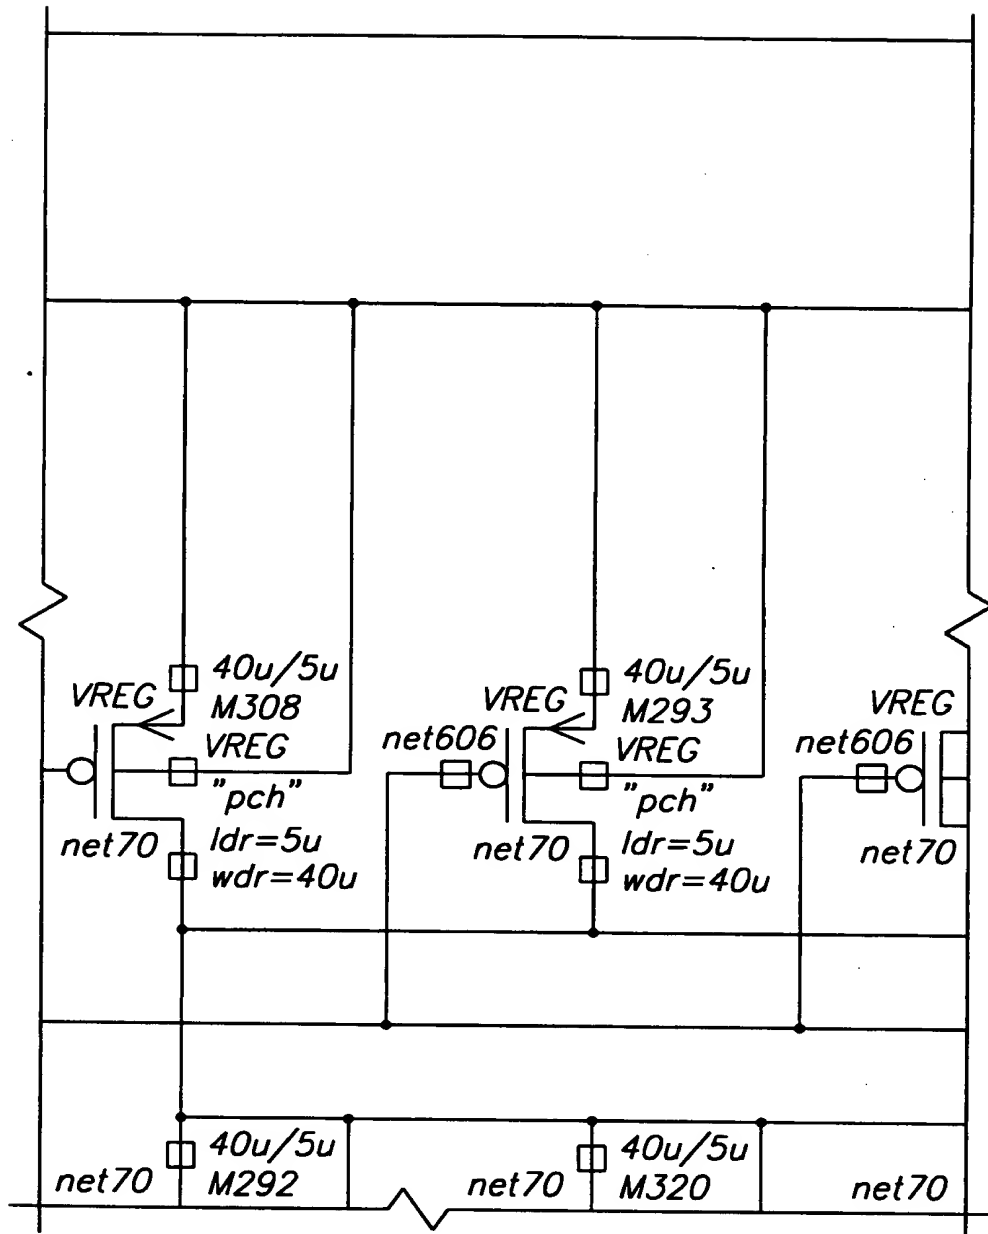 40u/5u
VREG
M308
VREG
"pch"
net70
ldr=5u
wdr=40u
40u/5u
VREG
M293
net606
VREG
"pch"
net70
ldr=5u
wdr=40u
VREG
net606
net70
40u/5u
net70
M292
40u/5u
net70
M320
net70